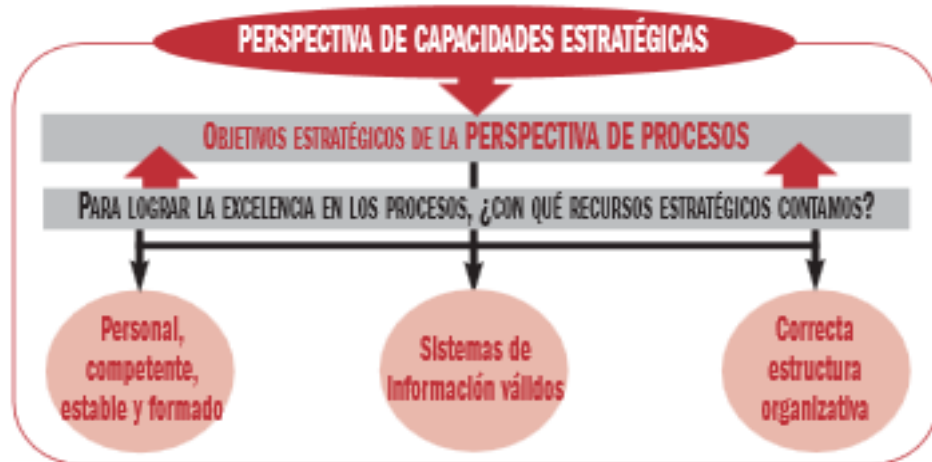 PERSPECTIVA DE CAPACIDADES ESTRATÉGICAS
OBJETIVOS ESTRATÉGICOS DE LA PERSPECTIVA DE PROCESOS
PARA LOGRAR LA EXCELENCIA EN LOS PROCESOS, ¿CON QUÉ RECURSOS ESTRATÉGICOS CONTAMOS?
Personal,
competente,
estable y formado
Sistemas de
información válidos
Correcta
estructura
organizativa